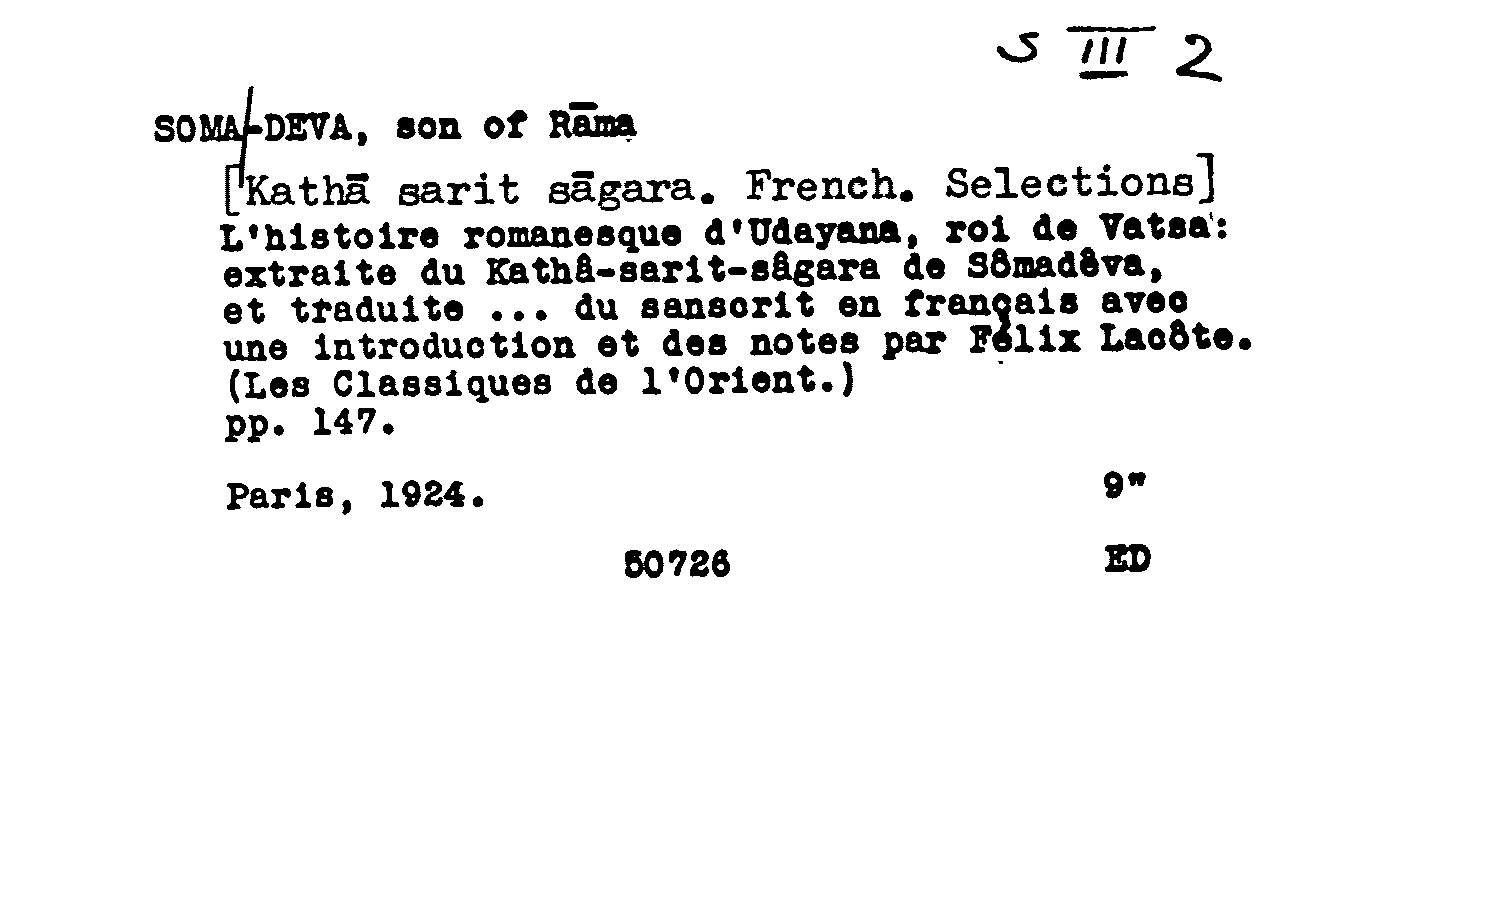 S III 2
SOMA-DEVA, son of Rāma
[Kathā sarit sāgara. French. Selections]
L'histoire romanesque d'Udayana, roi de Vatsa:
extraite du Kathâ-sarit-sâgara de Sômadêva,
et traduite ... du sanscrit en français avec
une introduction et des notes par Félix Lacôte.
(Les Classiques de l'Orient.)
pp. 147.
Paris, 1924. 9"
50726 ED